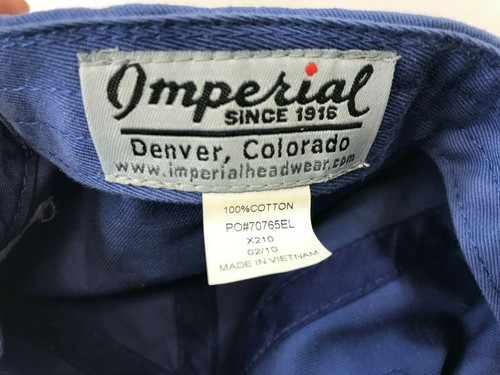 Imperial
SINCE 1916
Denver, Colorado
www.imperialheadwear.com
100%COTTON
PO#70765EL
X210
02/10
MADE IN VIETNAM